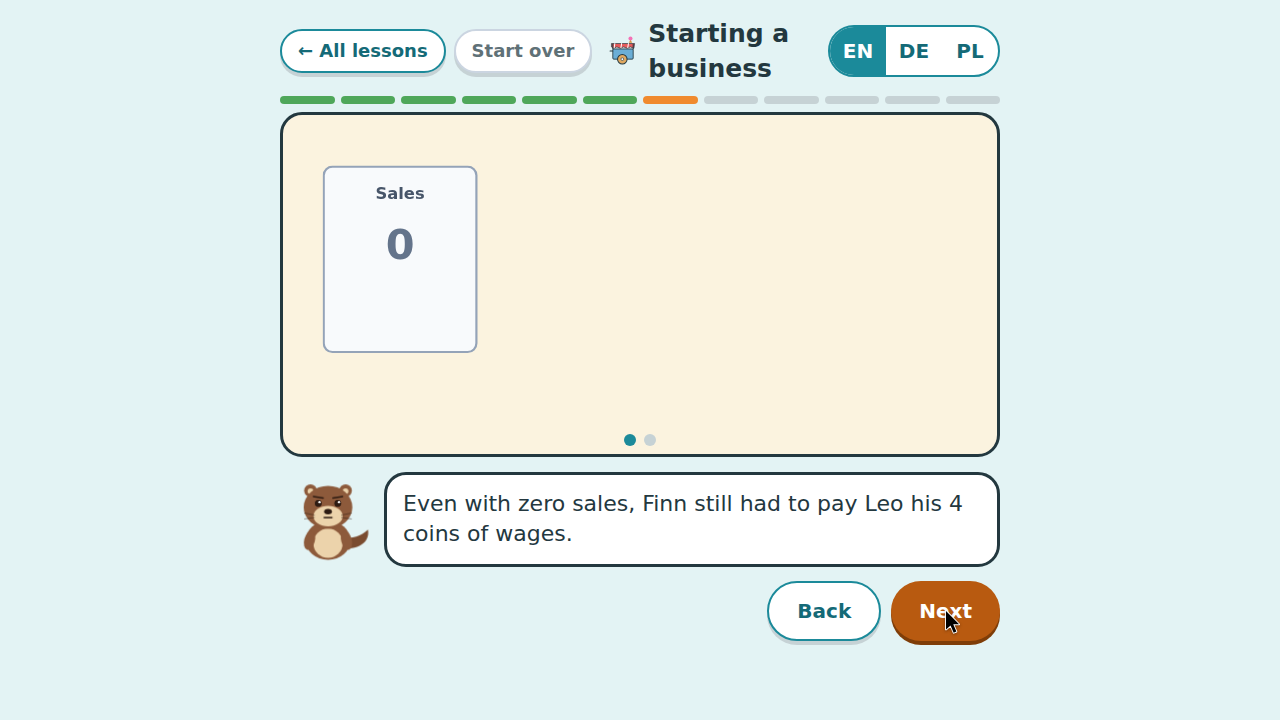 ← All lessons
Start over
Starting a
business
EN DE PL
Sales
0
Even with zero sales, Finn still had to pay Leo his 4
coins of wages.
Back
Next